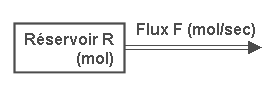 Réservoir R
(mol)
Flux F (mol/sec)